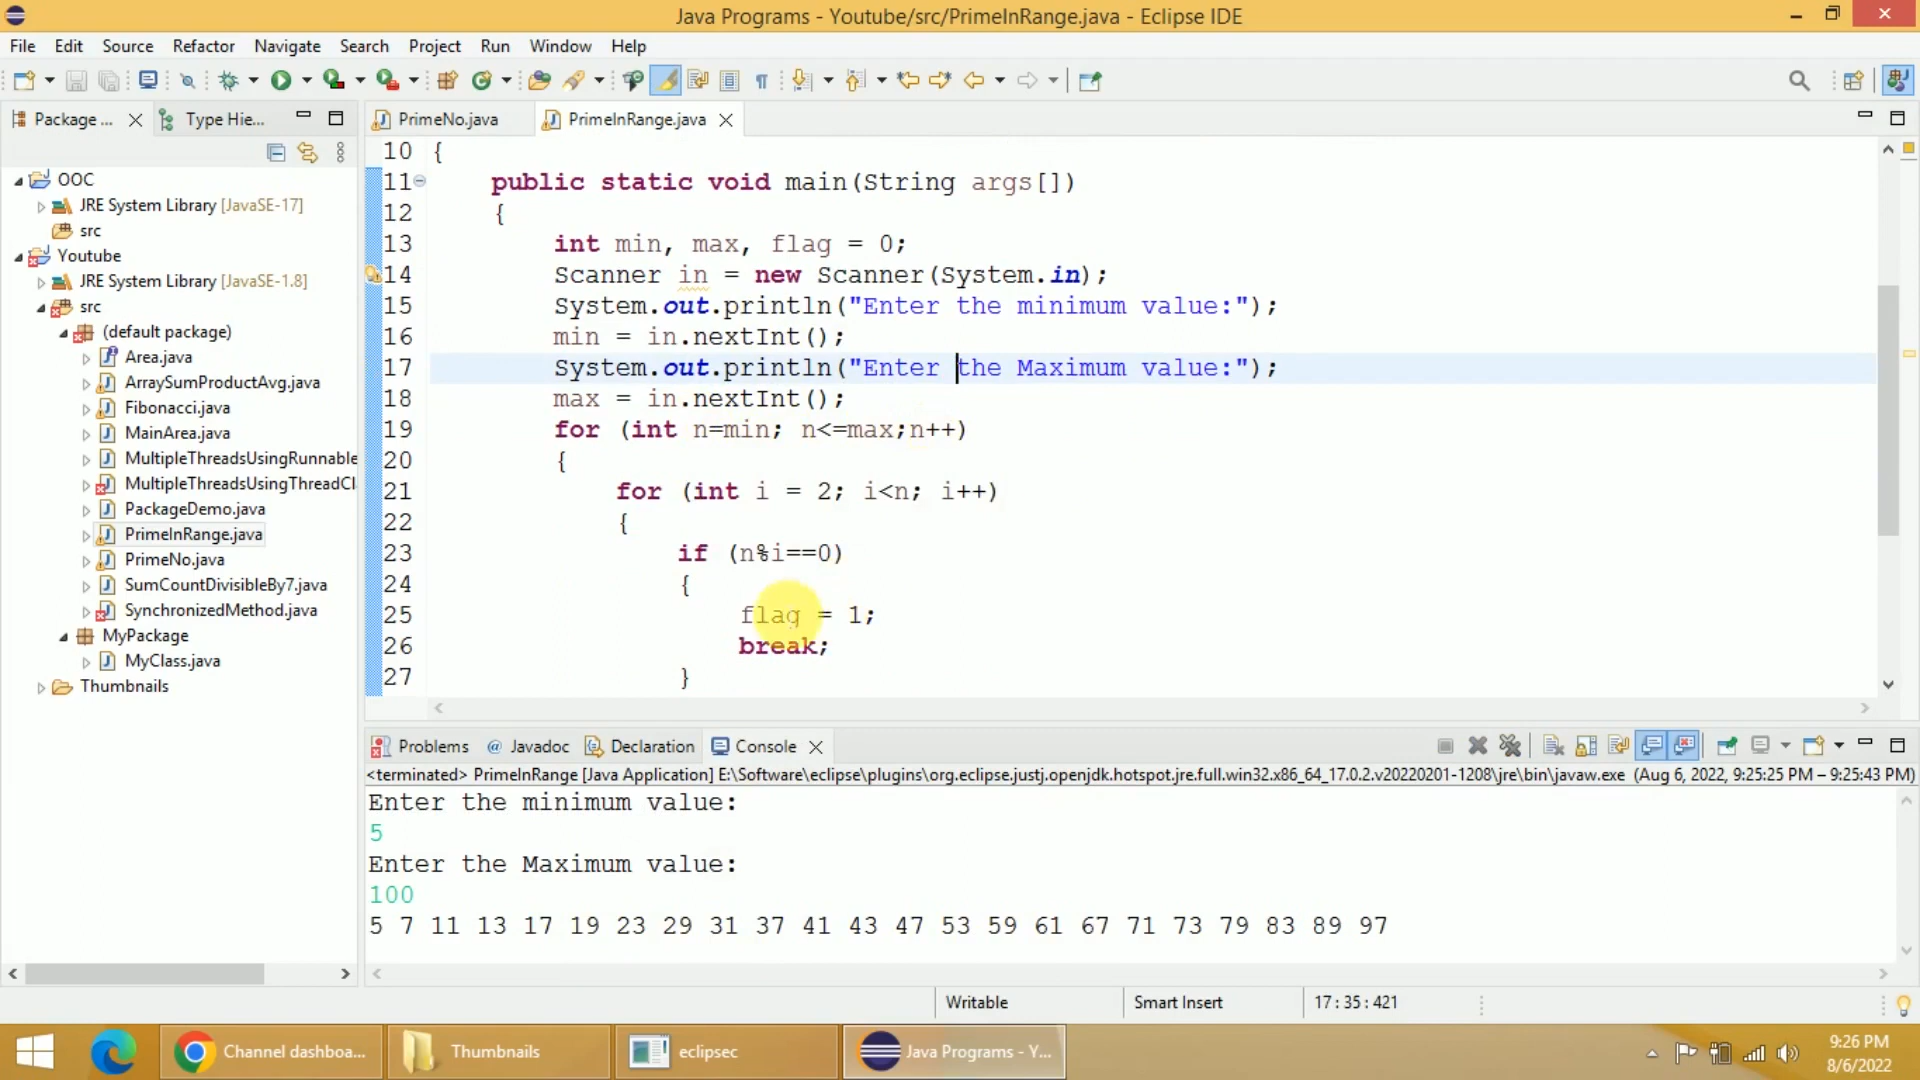 Java Programs - Youtube/src/PrimeInRange.java - Eclipse IDE
File Edit Source Refactor Navigate Search Project Run Window Help
Package ... Type Hie...
OOC
JRE System Library [JavaSE-17]
src
Youtube
JRE System Library [JavaSE-1.8]
src
(default package)
Area.java
ArraySumProductAvg.java
Fibonacci.java
MainArea.java
MultipleThreadsUsingRunnable
MultipleThreadsUsingThreadCl
PackageDemo.java
PrimeInRange.java
PrimeNo.java
SumCountDivisibleBy7.java
SynchronizedMethod.java
MyPackage
MyClass.java
Thumbnails
PrimeNo.java PrimeInRange.java
10 {
11 public static void main(String args[])
12 {
13 int min, max, flag = 0;
14 Scanner in = new Scanner(System.in);
15 System.out.println("Enter the minimum value:");
16 min = in.nextInt();
17 System.out.println("Enter the Maximum value:");
18 max = in.nextInt();
19 for (int n=min; n<=max;n++)
20 {
21 for (int i = 2; i<n; i++)
22 {
23 if (n%i==0)
24 {
25 flag = 1;
26 break;
27 }
Problems @ Javadoc Declaration Console
<terminated> PrimeInRange [Java Application] E:\Software\eclipse\plugins\org.eclipse.justj.openjdk.hotspot.jre.full.win32.x86_64_17.0.2.v20220201-1208\jre\bin\javaw.exe (Aug 6, 2022, 9:25:25 PM – 9:25:43 PM)
Enter the minimum value:
5
Enter the Maximum value:
100
5 7 11 13 17 19 23 29 31 37 41 43 47 53 59 61 67 71 73 79 83 89 97
Writable Smart Insert 17 : 35 : 421
Channel dashboa... Thumbnails eclipsec Java Programs - Y...
9:26 PM
8/6/2022